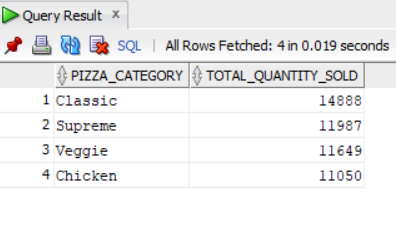 Query Result x
SQL | All Rows Fetched: 4 in 0.019 seconds
PIZZA_CATEGORY TOTAL_QUANTITY_SOLD
1 Classic 14888
2 Supreme 11987
3 Veggie 11649
4 Chicken 11050